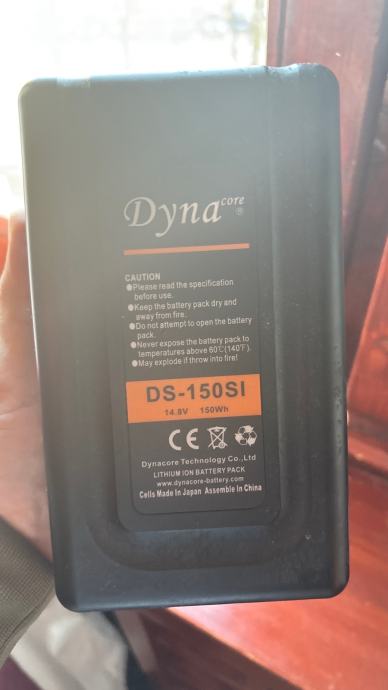 Dynacore®
CAUTION
●Please read the specification
before use.
●Keep the battery pack dry and
away from fire.
●Do not attempt to open the battery
pack.
●Never expose the battery pack to
temperatures above 60℃(140℉).
●May explode if throw into fire!
DS-150SI
14.8V 150Wh
CE
Dynacore Technology Co.,Ltd
LITHIUM ION BATTERY PACK
www.dynacore-battery.com
Cells Made In Japan Assemble In China